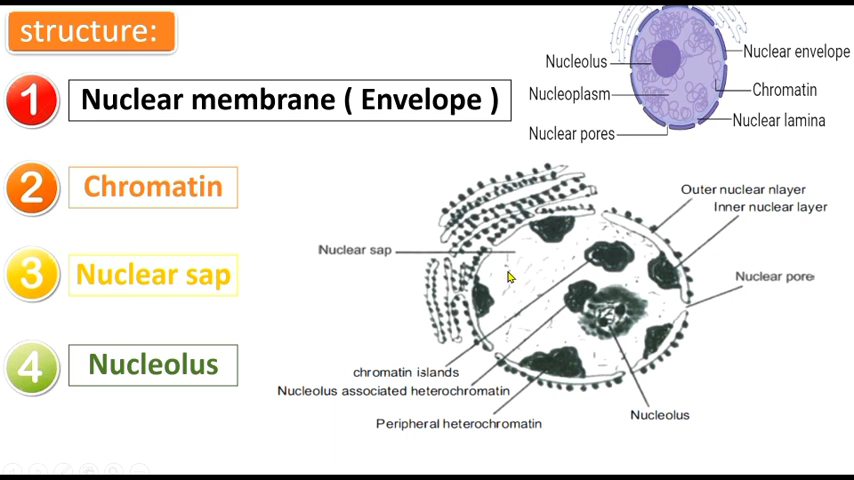 structure:
1 Nuclear membrane ( Envelope )
2 Chromatin
3 Nuclear sap
4 Nucleolus
Nucleolus
Nucleoplasm
Nuclear pores
Nuclear envelope
Chromatin
Nuclear lamina
Outer nuclear nlayer
Inner nuclear layer
Nuclear sap
Nuclear pore
chromatin islands
Nucleolus associated heterochromatin
Peripheral heterochromatin
Nucleolus